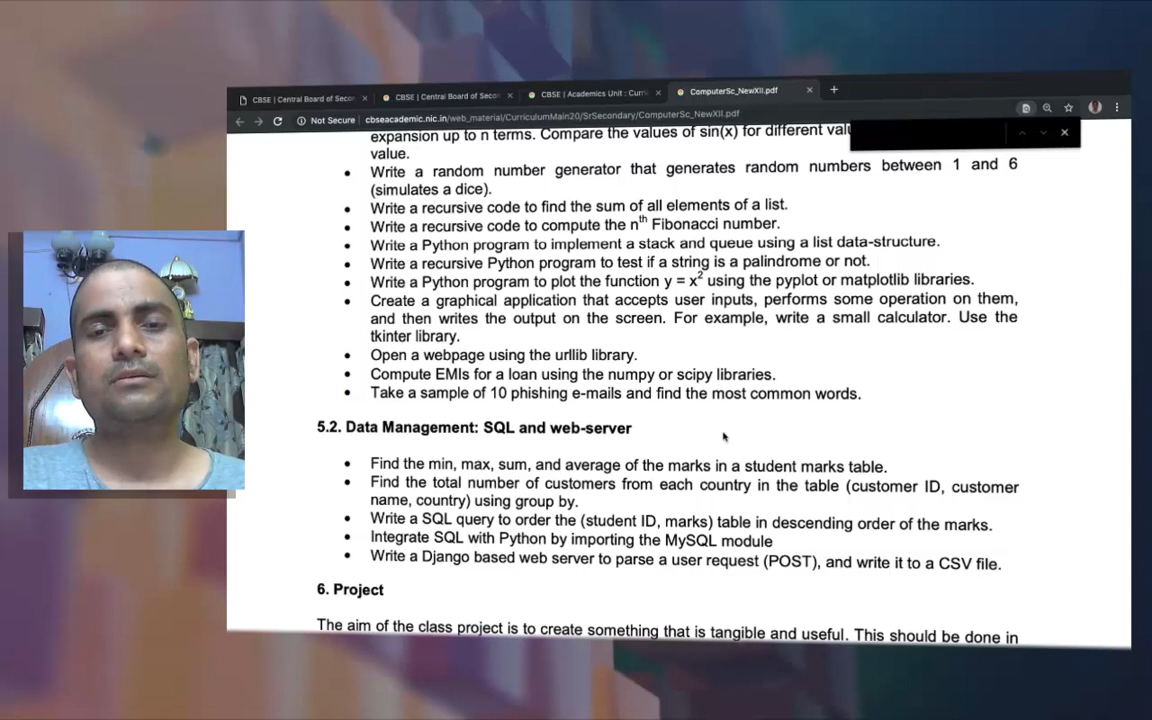 CBSE | Central Board of Secor
CBSE | Central Board of Secon
CBSE | Academics Unit : Curri
ComputerSc_NewXII.pdf
Not Secure
cbseacademic.nic.in/web_material/CurriculumMain20/SrSecondary/ComputerSc_NewXII.pdf
expansion up to n terms. Compare the values of sin(x) for different valu
value.
• Write a random number generator that generates random numbers between 1 and 6
(simulates a dice).
• Write a recursive code to find the sum of all elements of a list.
• Write a recursive code to compute the nth Fibonacci number.
• Write a Python program to implement a stack and queue using a list data-structure.
• Write a recursive Python program to test if a string is a palindrome or not.
• Write a Python program to plot the function y = x² using the pyplot or matplotlib libraries.
• Create a graphical application that accepts user inputs, performs some operation on them,
and then writes the output on the screen. For example, write a small calculator. Use the
tkinter library.
• Open a webpage using the urllib library.
• Compute EMIs for a loan using the numpy or scipy libraries.
• Take a sample of 10 phishing e-mails and find the most common words.
5.2. Data Management: SQL and web-server
• Find the min, max, sum, and average of the marks in a student marks table.
• Find the total number of customers from each country in the table (customer ID, customer
name, country) using group by.
• Write a SQL query to order the (student ID, marks) table in descending order of the marks.
• Integrate SQL with Python by importing the MySQL module
• Write a Django based web server to parse a user request (POST), and write it to a CSV file.
6. Project
The aim of the class project is to create something that is tangible and useful. This should be done in